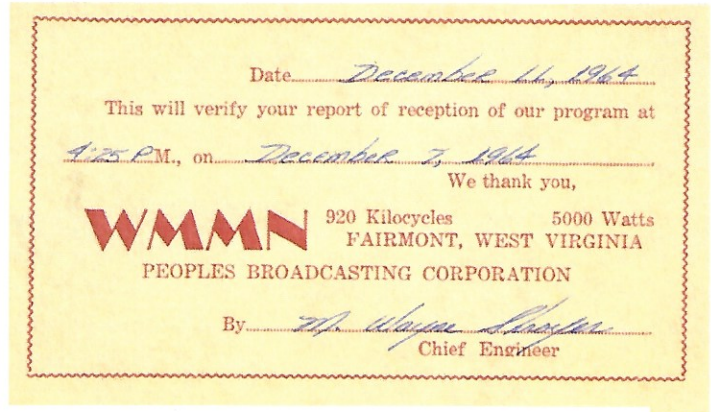 Date December 11, 1964
This will verify your report of reception of our program at
4:25 P M., on December 7, 1964
We thank you,
WMMN 920 Kilocycles 5000 Watts
FAIRMONT, WEST VIRGINIA
PEOPLES BROADCASTING CORPORATION
By M. Wayne
Chief Engineer